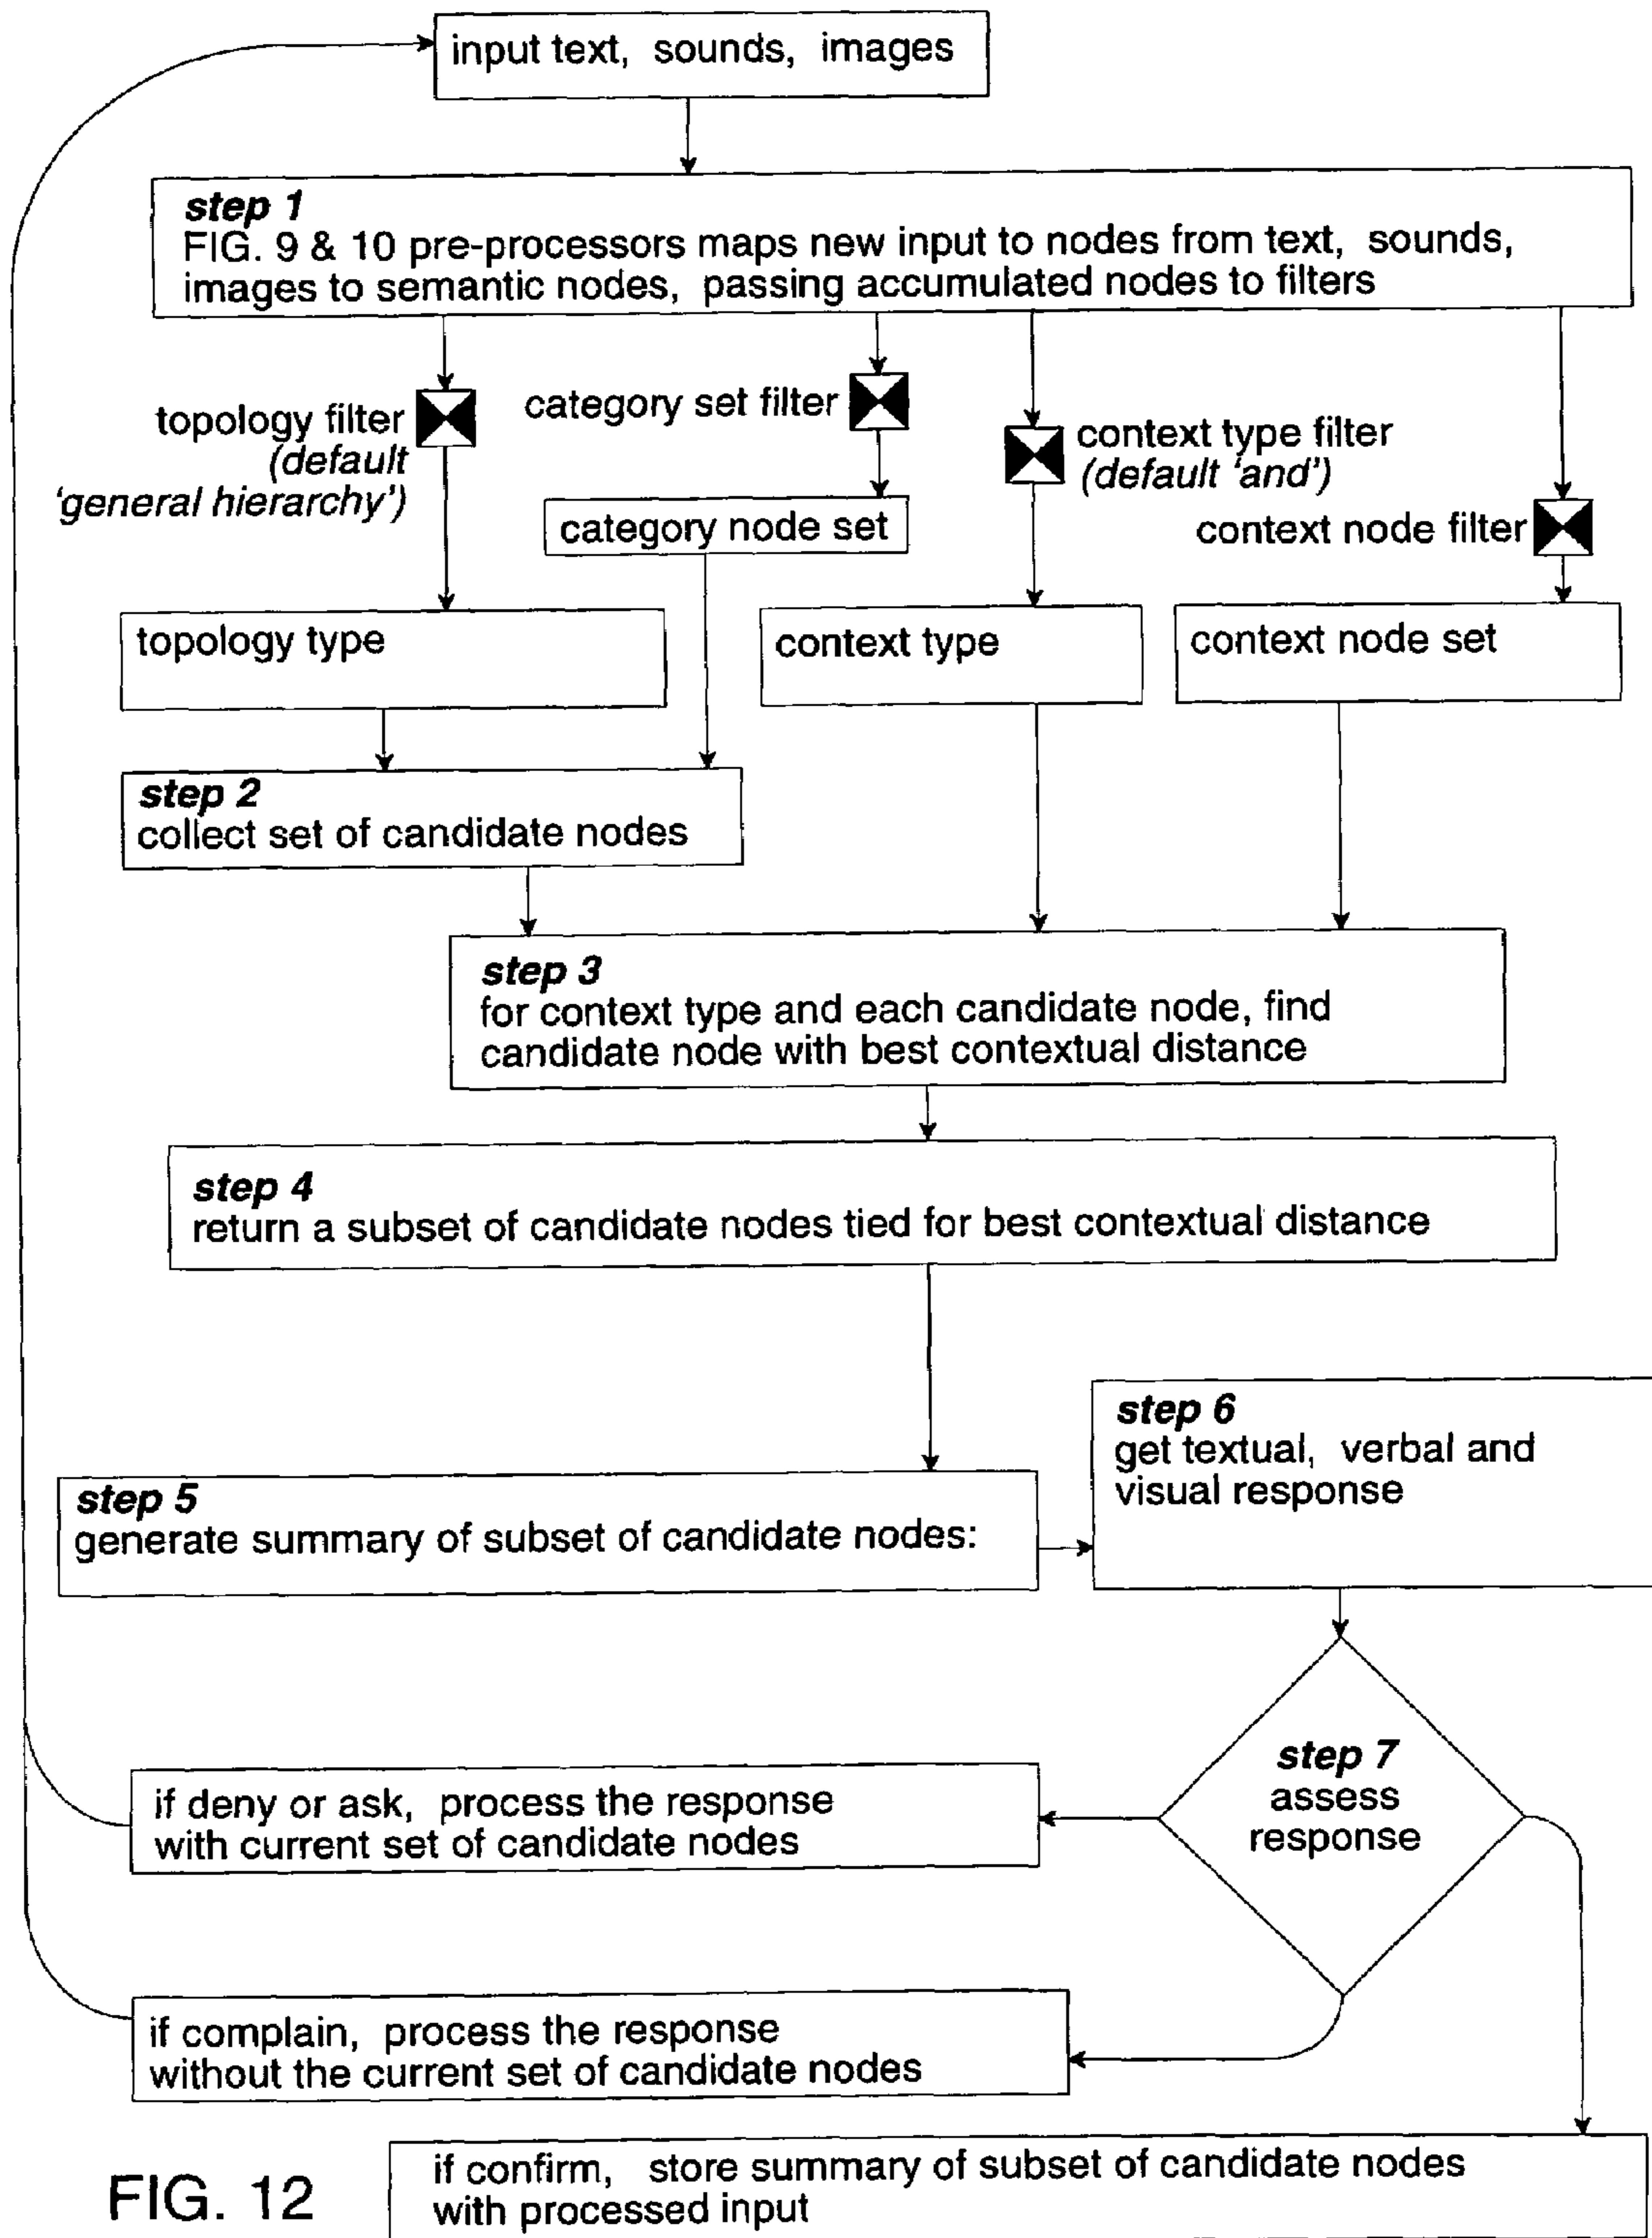 input text, sounds, images
step 1
FIG. 9 & 10 pre-processors maps new input to nodes from text, sounds,
images to semantic nodes, passing accumulated nodes to filters
topology filter
(default
'general hierarchy')
category set filter
category node set
context type filter
(default 'and')
context node filter
topology type
context type
context node set
step 2
collect set of candidate nodes
step 3
for context type and each candidate node, find
candidate node with best contextual distance
step 4
return a subset of candidate nodes tied for best contextual distance
step 5
generate summary of subset of candidate nodes:
step 6
get textual, verbal and
visual response
step 7
assess
response
if deny or ask, process the response
with current set of candidate nodes
if complain, process the response
without the current set of candidate nodes
if confirm, store summary of subset of candidate nodes
with processed input
FIG. 12